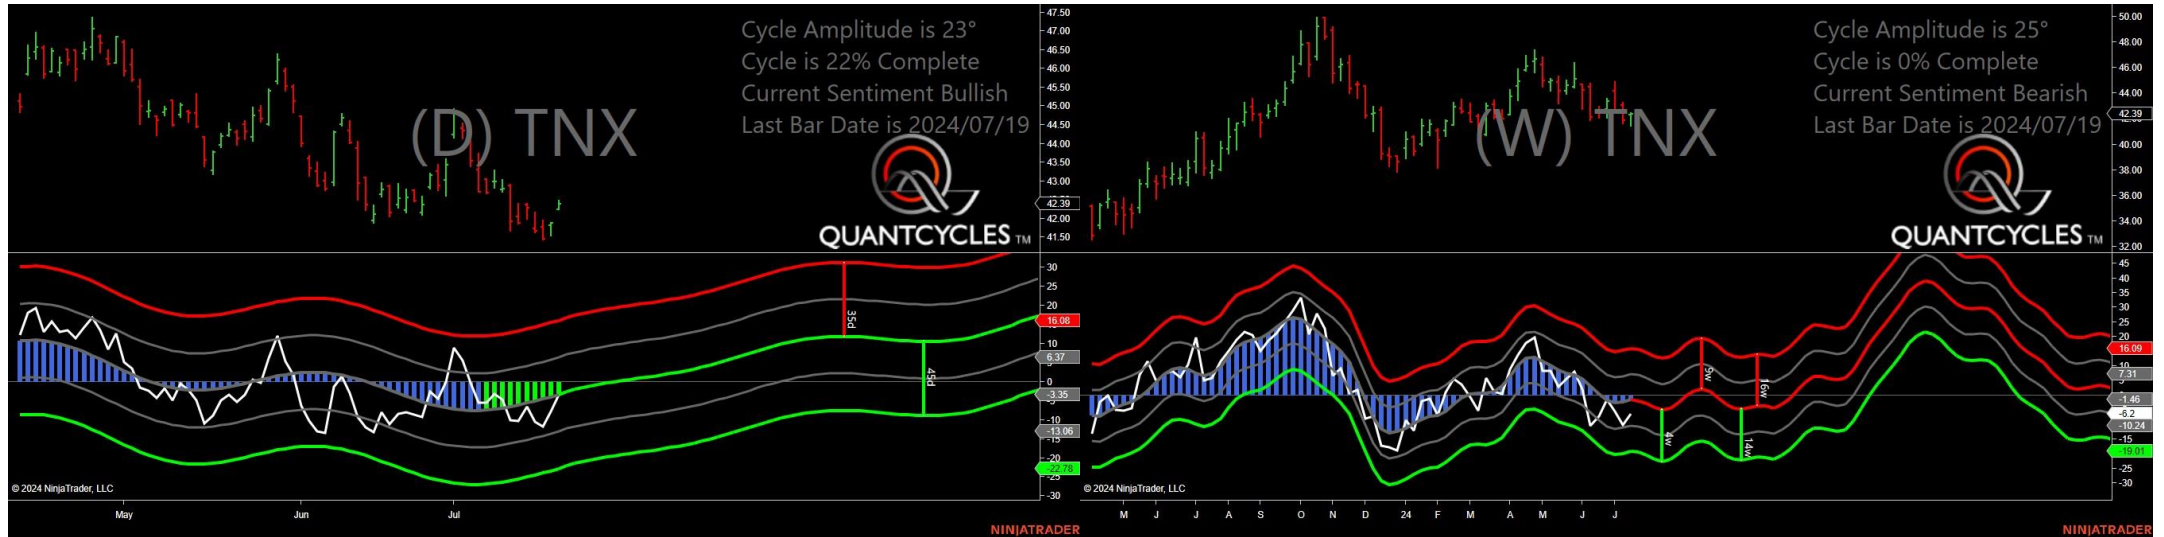 Cycle Amplitude is 23°
Cycle is 22% Complete
Current Sentiment Bullish
Last Bar Date is 2024/07/19
(D) TNX
QUANTCYCLES TM
47.50
47.00
46.50
46.00
45.50
45.00
44.50
44.00
43.50
43.00
42.39
42.00
41.50
30
25
20
16.08
10
6.37
0
-3.35
-10
-13.06
-15
-20
-22.78
-25
-30
35d
45d
© 2024 NinjaTrader, LLC
May Jun Jul
NINJATRADER
Cycle Amplitude is 25°
Cycle is 0% Complete
Current Sentiment Bearish
Last Bar Date is 2024/07/19
(W) TNX
QUANTCYCLES TM
50.00
48.00
46.00
44.00
42.39
40.00
38.00
36.00
34.00
32.00
45
40
35
30
25
20
16.09
7.31
-1.46
-6.2
-10.24
-15
-19.01
-25
-30
9w
16w
4w
14w
© 2024 NinjaTrader, LLC
M J J A S O N D 24 F M A M J J
NINJATRADER